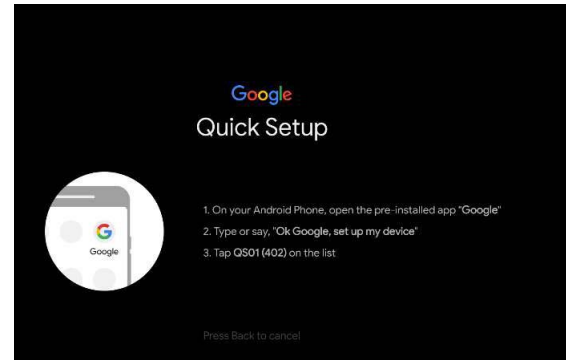 Google
Quick Setup
1. On your Android Phone, open the pre-installed app "Google"
2. Type or say, "Ok Google, set up my device"
3. Tap QS01 (402) on the list
G
Google
Press Back to cancel